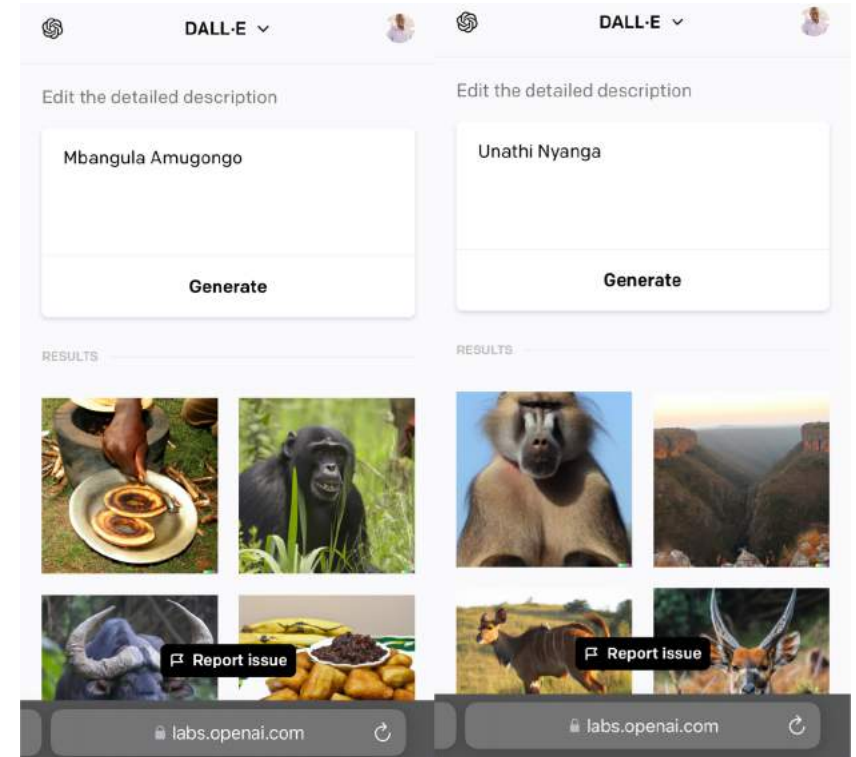 DALL·E
Edit the detailed description
Mbangula Amugongo
Generate
RESULTS
Report issue
labs.openai.com
DALL·E
Edit the detailed description
Unathi Nyanga
Generate
RESULTS
Report issue
labs.openai.com